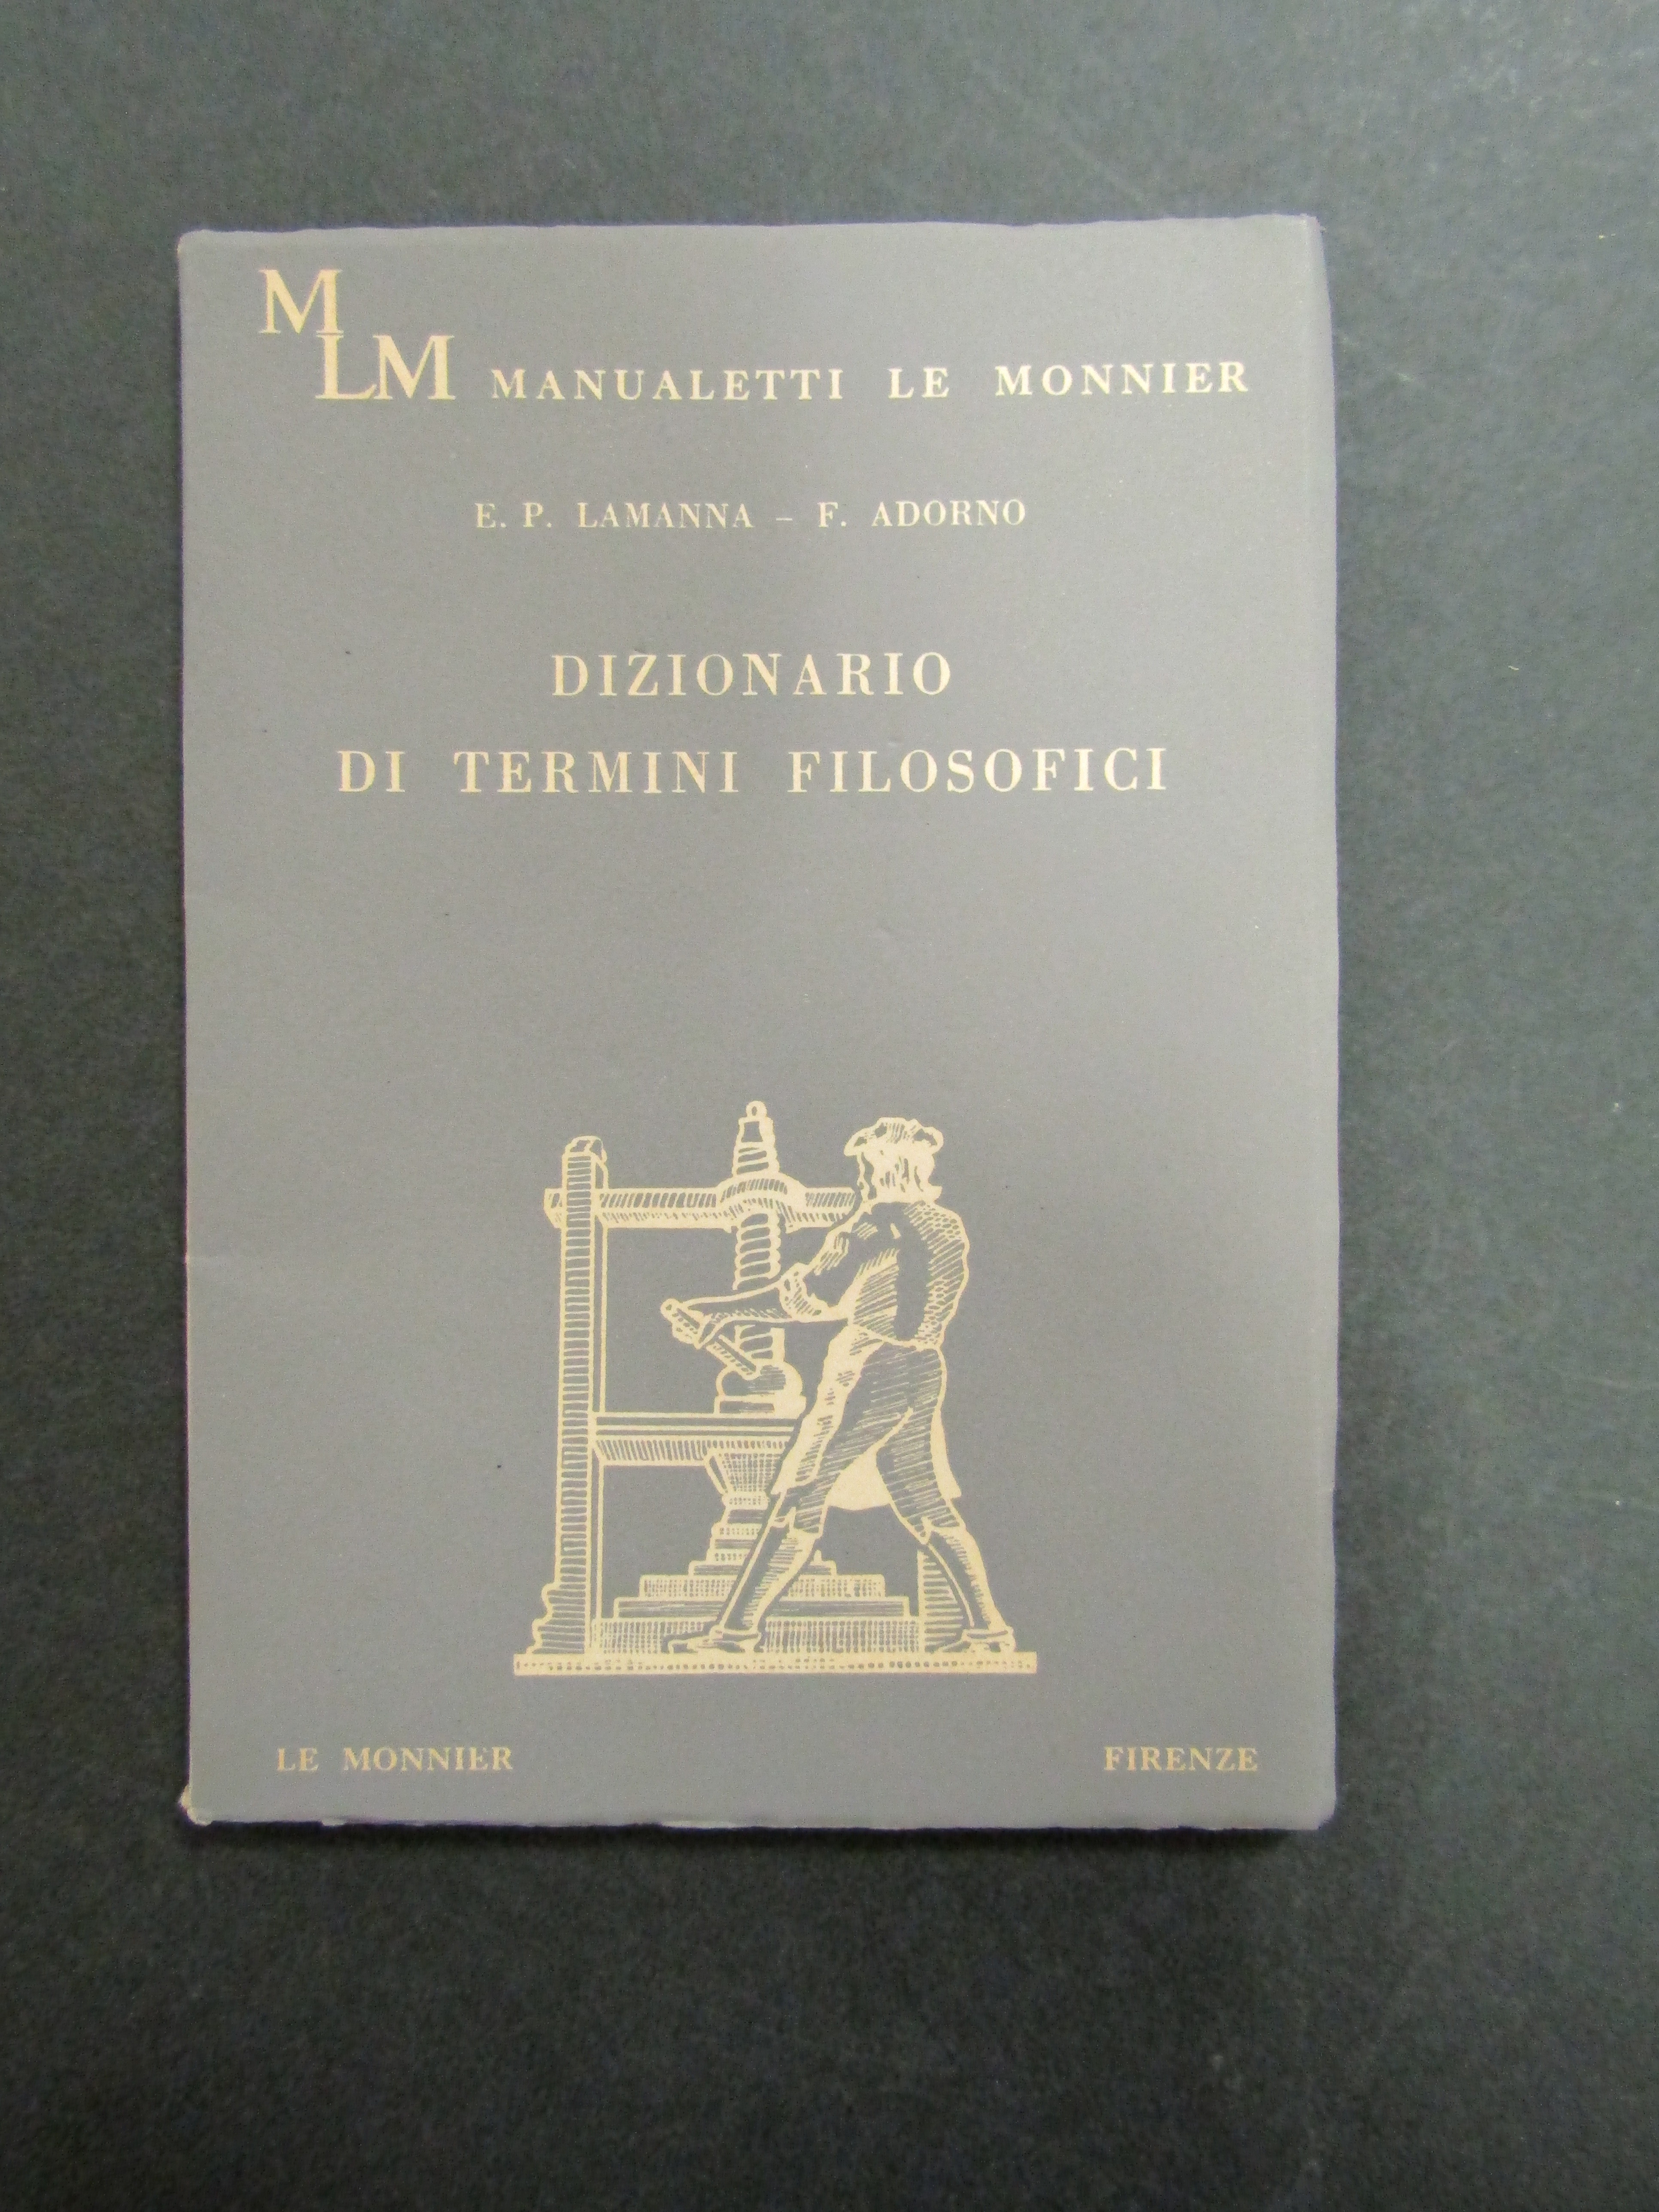 M
LM MANUALETTI LE MONNIER
E. P. LAMANNA – F. ADORNO
DIZIONARIO
DI TERMINI FILOSOFICI
LE MONNIER FIRENZE